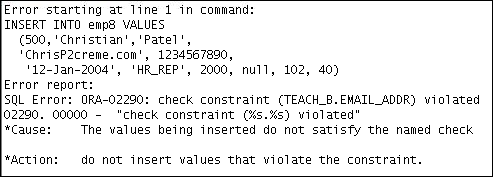 Error starting at line 1 in command:
INSERT INTO emp8 VALUES
(500,'Christian','Patel',
'ChrisP2creme.com', 1234567890,
'12-Jan-2004', 'HR_REP', 2000, null, 102, 40)
Error report:
SQL Error: ORA-02290: check constraint (TEACH_B.EMAIL_ADDR) violated
02290. 00000 - "check constraint (%s.%s) violated"
*Cause: The values being inserted do not satisfy the named check
*Action: do not insert values that violate the constraint.